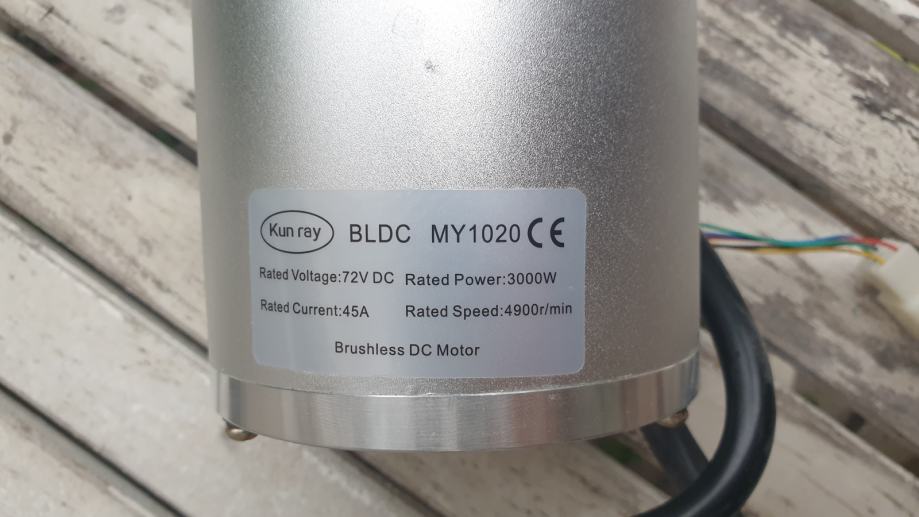 Kun ray BLDC MY1020 CE
Rated Voltage:72V DC Rated Power:3000W
Rated Current:45A Rated Speed:4900r/min
Brushless DC Motor